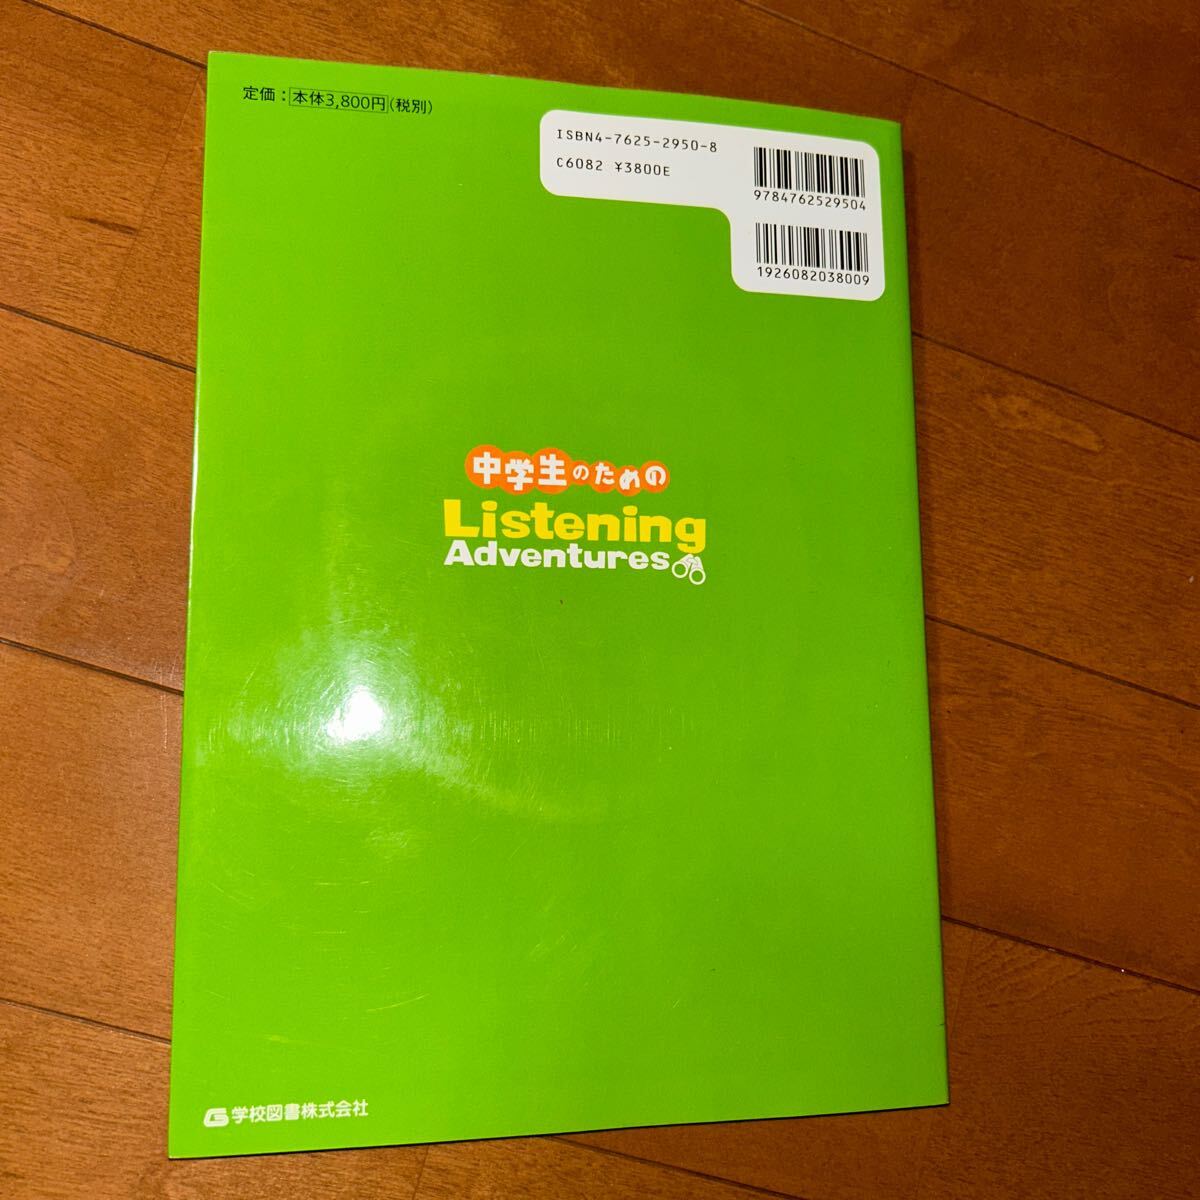 定価：本体3,800円(税別)
ISBN4-7625-2950-8
C6082 ¥3800E
9784762529504
1926082038009
中学生のための
Listening
Adventures
学校図書株式会社